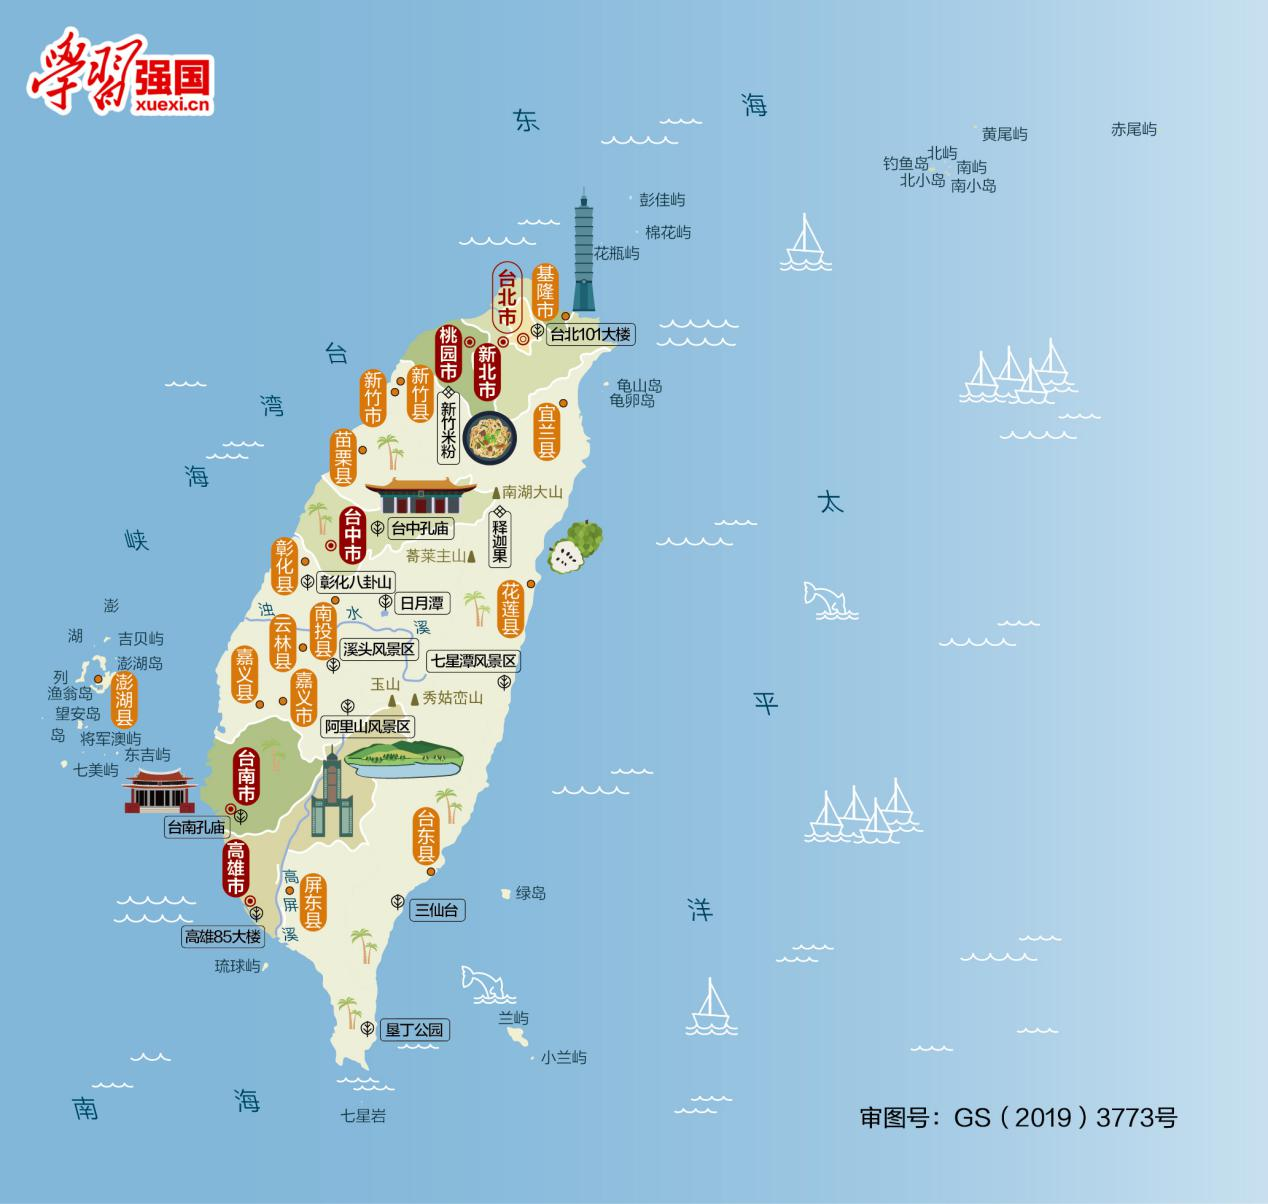 学習强国
xuexi.cn
东海
黄尾屿
赤尾屿
北屿
钓鱼岛
南屿
北小岛
南小岛
彭佳屿
棉花屿
花瓶屿
台北市
基隆市
台北101大楼
桃园市
新北市
台湾海峡
新竹市
新竹县
新竹米粉
宜兰县
龟山岛
龟卵岛
苗栗县
南湖大山
太平洋
台中市
台中孔庙
释迦果
彰化县
蓍莱主山
彰化八卦山
日月潭
花莲县
浊水溪
南投县
云林县
溪头风景区
七星潭风景区
澎湖列岛
吉贝屿
澎湖岛
渔翁岛
澎湖县
望安岛
将军澳屿
东吉屿
七美屿
嘉义县
嘉义市
玉山
秀姑峦山
阿里山风景区
台南市
台南孔庙
台东县
高雄市
高屏溪
屏东县
绿岛
三仙台
高雄85大楼
琉球屿
兰屿
小兰屿
垦丁公园
南海
七星岩
审图号：GS（2019）3773号